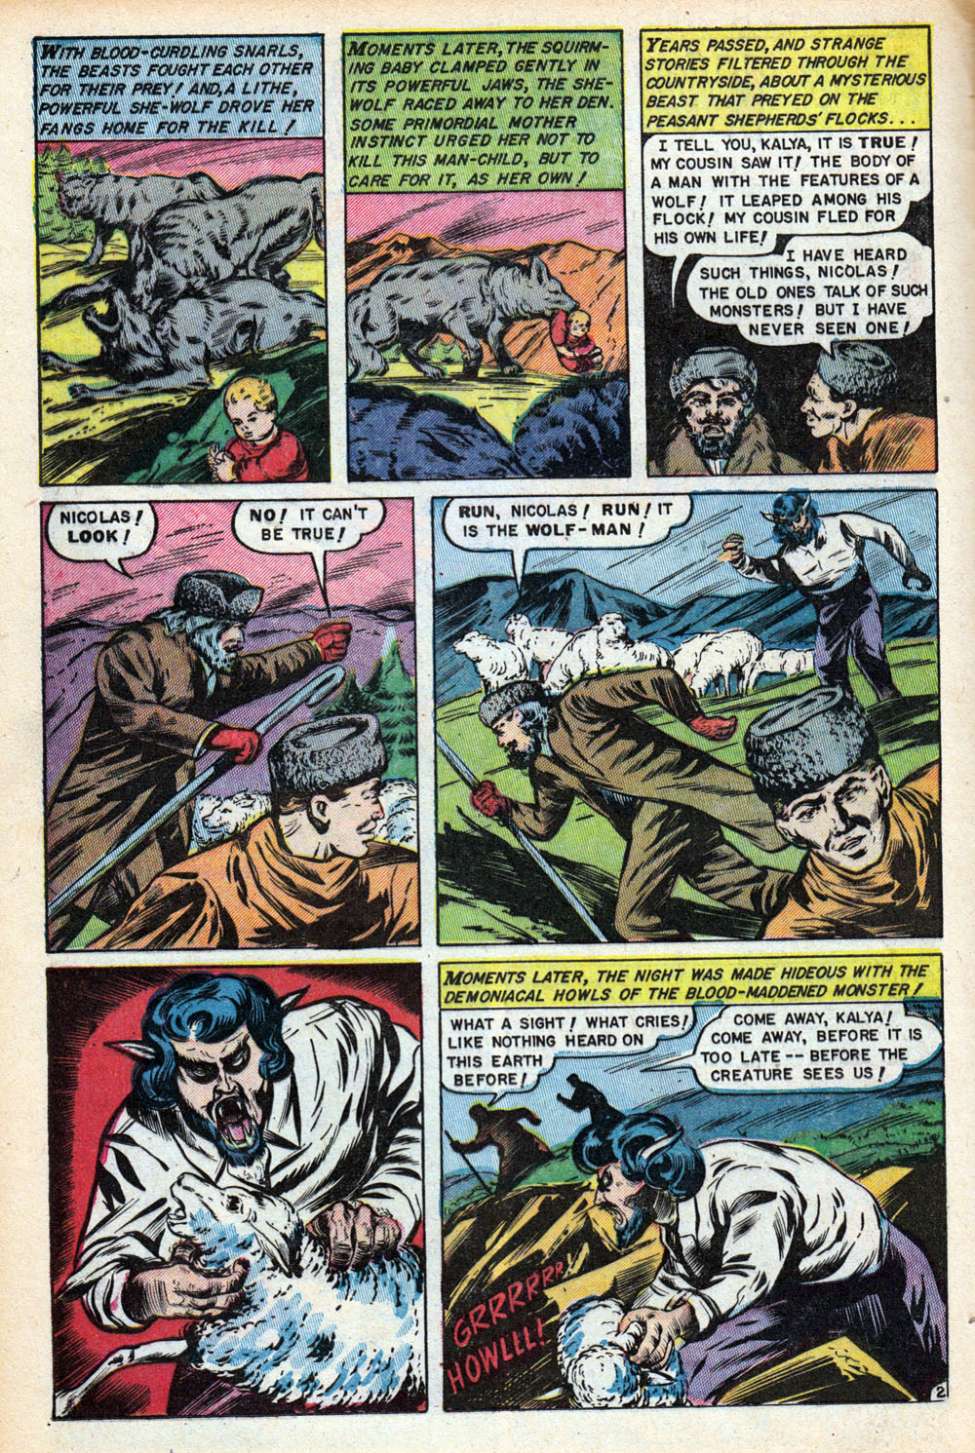 WITH BLOOD-CURDLING SNARLS,
THE BEASTS FOUGHT EACH OTHER
FOR THEIR PREY! AND, A LITHE,
POWERFUL SHE-WOLF DROVE HER
FANGS HOME FOR THE KILL!
MOMENTS LATER, THE SQUIRM-
ING BABY CLAMPED GENTLY IN
ITS POWERFUL JAWS, THE SHE-
WOLF RACED AWAY TO HER DEN.
SOME PRIMORDIAL MOTHER
INSTINCT URGED HER NOT TO
KILL THIS MAN-CHILD, BUT TO
CARE FOR IT, AS HER OWN!
YEARS PASSED, AND STRANGE
STORIES FILTERED THROUGH THE
COUNTRYSIDE, ABOUT A MYSTERIOUS
BEAST THAT PREYED ON THE
PEASANT SHEPHERDS' FLOCKS...
I TELL YOU, KALYA, IT IS TRUE!
MY COUSIN SAW IT! THE BODY OF
A MAN WITH THE FEATURES OF A
WOLF! IT LEAPED AMONG HIS
FLOCK! MY COUSIN FLED FOR
HIS OWN LIFE!
I HAVE HEARD
SUCH THINGS, NICOLAS!
THE OLD ONES TALK OF SUCH
MONSTERS! BUT I HAVE
NEVER SEEN ONE!
NICOLAS!
LOOK!
NO! IT CAN'T
BE TRUE!
RUN, NICOLAS! RUN! IT
IS THE WOLF-MAN!
MOMENTS LATER, THE NIGHT WAS MADE HIDEOUS WITH THE
DEMONIACAL HOWLS OF THE BLOOD-MADDENED MONSTER!
WHAT A SIGHT! WHAT CRIES!
LIKE NOTHING HEARD ON
THIS EARTH
BEFORE!
COME AWAY, KALYA!
COME AWAY, BEFORE IT IS
TOO LATE -- BEFORE THE
CREATURE SEES US!
GRRRRRR!
HOWLLL!
2